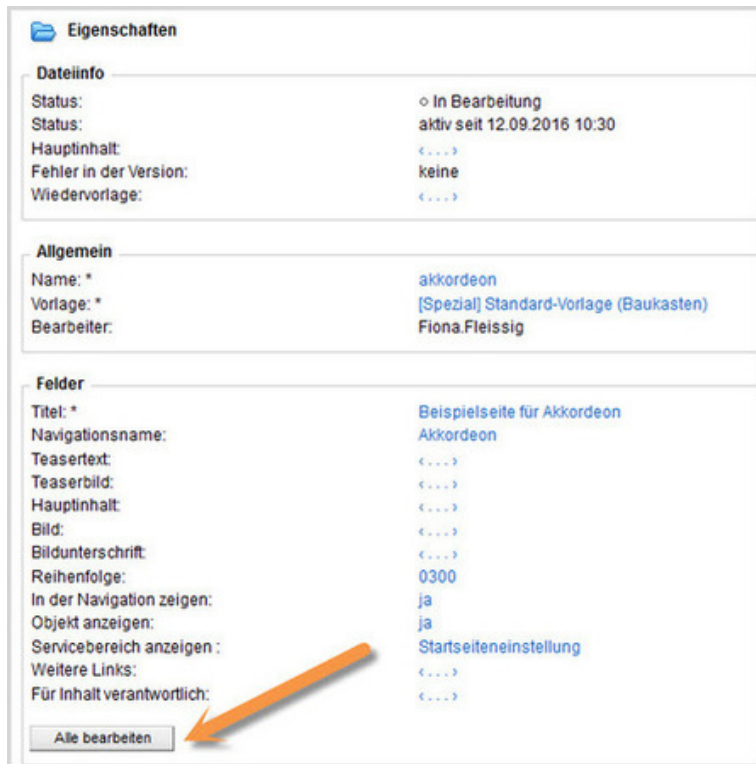 Eigenschaften
Dateiinfo
Status: ○ In Bearbeitung
Status: aktiv seit 12.09.2016 10:30
Hauptinhalt: ‹ . . . ›
Fehler in der Version: keine
Wiedervorlage: ‹ . . . ›
Allgemein
Name: * akkordeon
Vorlage: * [Spezial] Standard-Vorlage (Baukasten)
Bearbeiter: Fiona.Fleissig
Felder
Titel: * Beispielseite für Akkordeon
Navigationsname: Akkordeon
Teasertext: ‹ . . . ›
Teaserbild: ‹ . . . ›
Hauptinhalt: ‹ . . . ›
Bild: ‹ . . . ›
Bildunterschrift: ‹ . . . ›
Reihenfolge: 0300
In der Navigation zeigen: ja
Objekt anzeigen: ja
Servicebereich anzeigen : Startseiteneinstellung
Weitere Links: ‹ . . . ›
Für Inhalt verantwortlich: ‹ . . . ›
Alle bearbeiten